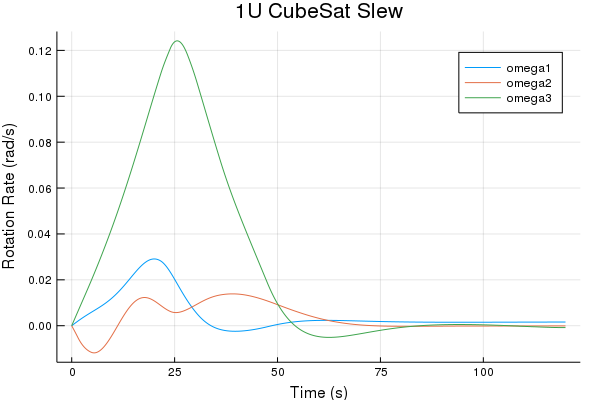 1U CubeSat Slew
Rotation Rate (rad/s)
0.12
0.10
0.08
0.06
0.04
0.02
0.00
omega1
omega2
omega3
0 25 50 75 100
Time (s)